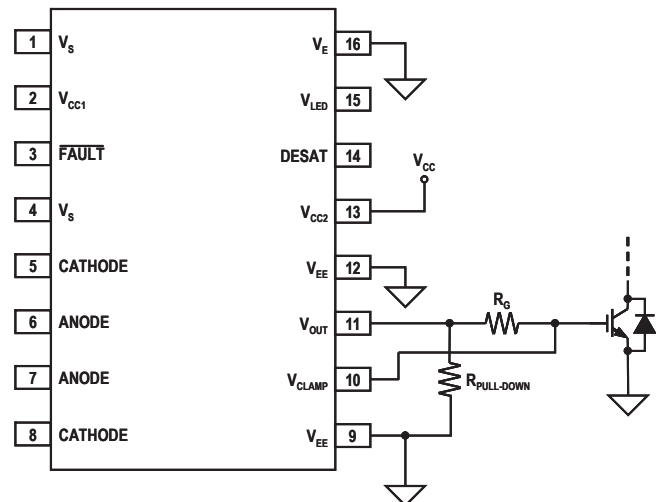 1 V_S
2 V_CC1
3 FAULT
4 V_S
5 CATHODE
6 ANODE
7 ANODE
8 CATHODE
V_E 16
V_LED 15
DESAT 14
V_CC2 13
V_EE 12
V_OUT 11
V_CLAMP 10
V_EE 9
V_CC
R_G
R_PULL-DOWN